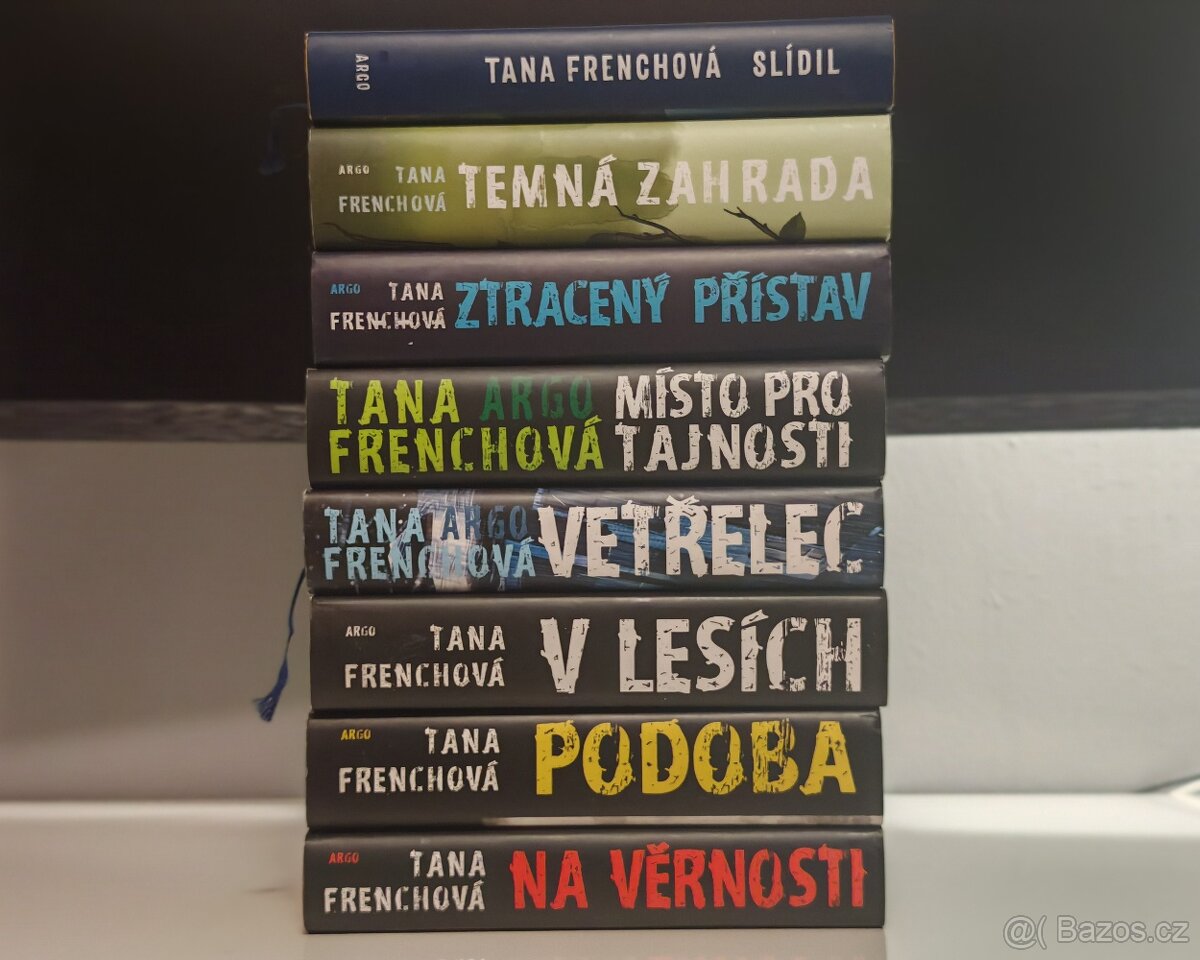 ARGO TANA FRENCHOVÁ SLÍDIL
ARGO TANA
FRENCHOVÁ
TEMNÁ ZAHRADA
ARGO TANA
FRENCHOVÁ
ZTRACENÝ PŘÍSTAV
TANA ARGO
FRENCHOVÁ
MÍSTO PRO
TAJNOSTI
TANA ARGO
FRENCHOVÁ
VETŘELEC
ARGO TANA
FRENCHOVÁ
V LESÍCH
ARGO TANA
FRENCHOVÁ
PODOBA
ARGO TANA
FRENCHOVÁ
NA VĚRNOSTI
@( Bazos.cz